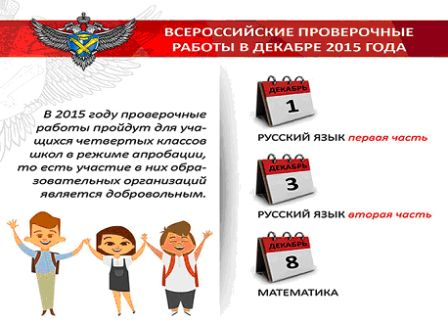 ВСЕРОССИЙСКИЕ ПРОВЕРОЧНЫЕ
РАБОТЫ В ДЕКАБРЕ 2015 ГОДА
В 2015 году проверочные
работы пройдут для уча-
щихся четвертых классов
школ в режиме апробации,
то есть участие в них обра-
зовательных организаций
является добровольным.
ДЕКАБРЬ
1
РУССКИЙ ЯЗЫК первая часть
ДЕКАБРЬ
3
РУССКИЙ ЯЗЫК вторая часть
ДЕКАБРЬ
8
МАТЕМАТИКА